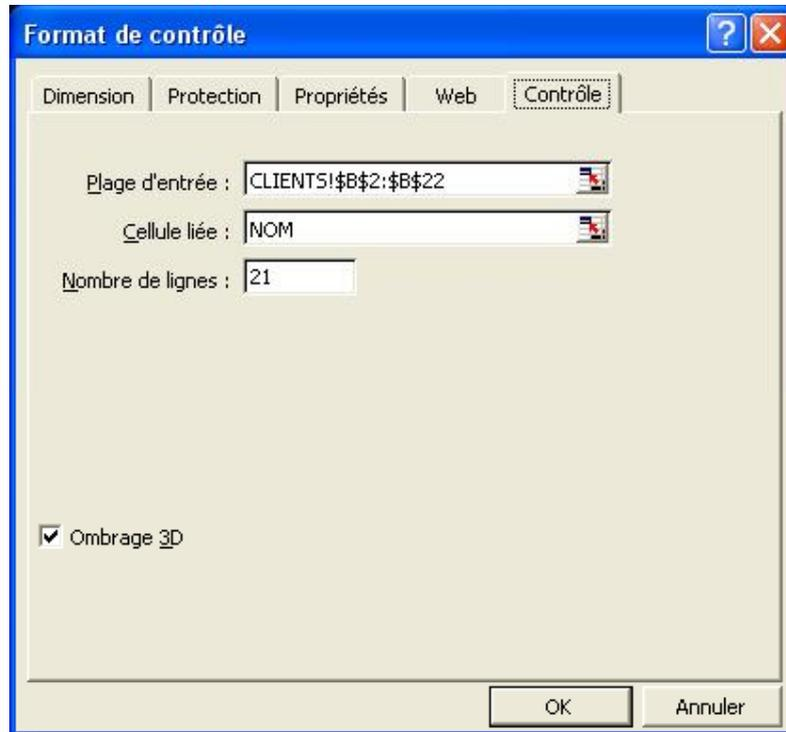 Format de contrôle
Dimension Protection Propriétés Web Contrôle
Plage d'entrée : CLIENTS!$B$2:$B$22
Cellule liée : NOM
Nombre de lignes : 21
Ombrage 3D
OK Annuler